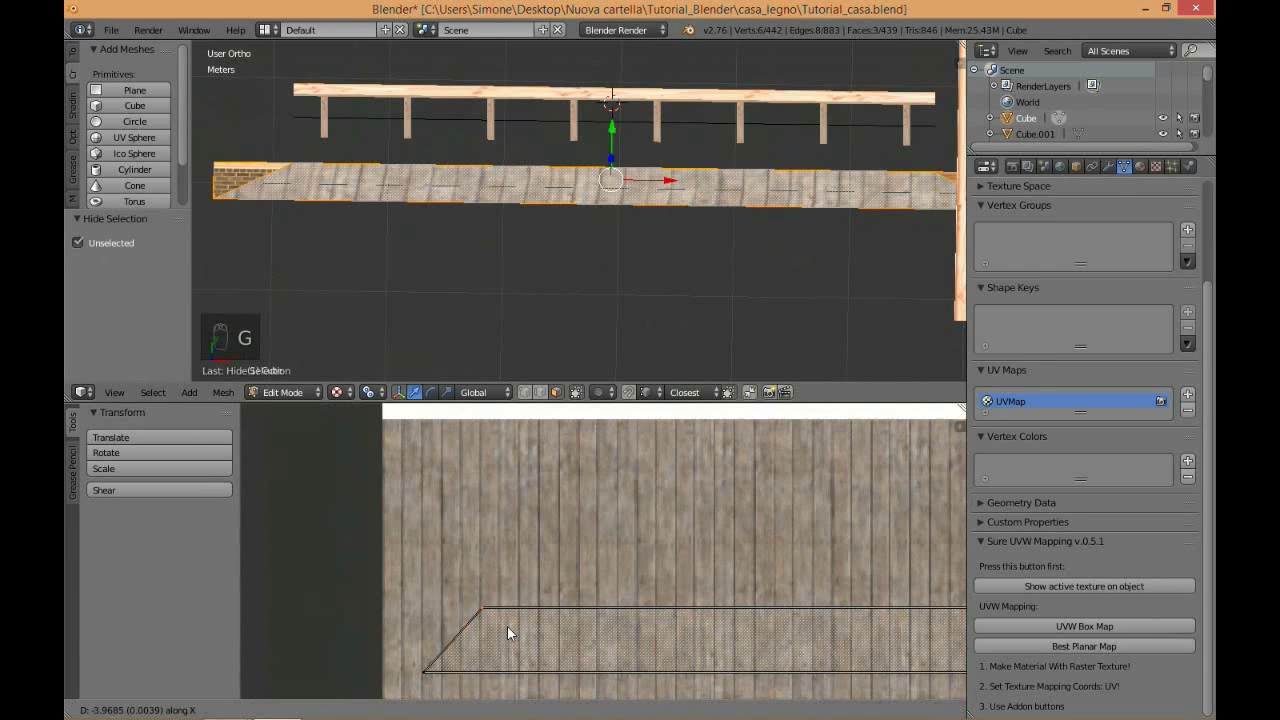 Blender* [C:\Users\Simone\Desktop\Nuova cartella\Tutorial_Blender\casa_legno\Tutorial_casa.blend]
File Render Window Help Default Scene Blender Render v2.76 | Verts:6/442 | Edges:8/883 | Faces:3/439 | Tris:846 | Mem:25.43M | Cube
Add Meshes
Primitives:
Plane
Cube
Circle
UV Sphere
Ico Sphere
Cylinder
Cone
Torus
Hide Selection
Unselected
User Ortho
Meters
G
View Select Add Mesh Edit Mode Global Closest
Transform
Translate
Rotate
Scale
Shear
Tools
Grease Pencil
D: -3.9685 (0.0039) along X
View Search All Scenes
Scene
RenderLayers
World
Cube
Cube.001
Texture Space
Vertex Groups
Shape Keys
UV Maps
UVMap
Vertex Colors
Geometry Data
Custom Properties
Sure UVW Mapping v.0.5.1
Press this button first:
Show active texture on object
UVW Mapping:
UVW Box Map
Best Planar Map
1. Make Material With Raster Texture!
2. Set Texture Mapping Coords: UV!
3. Use Addon buttons